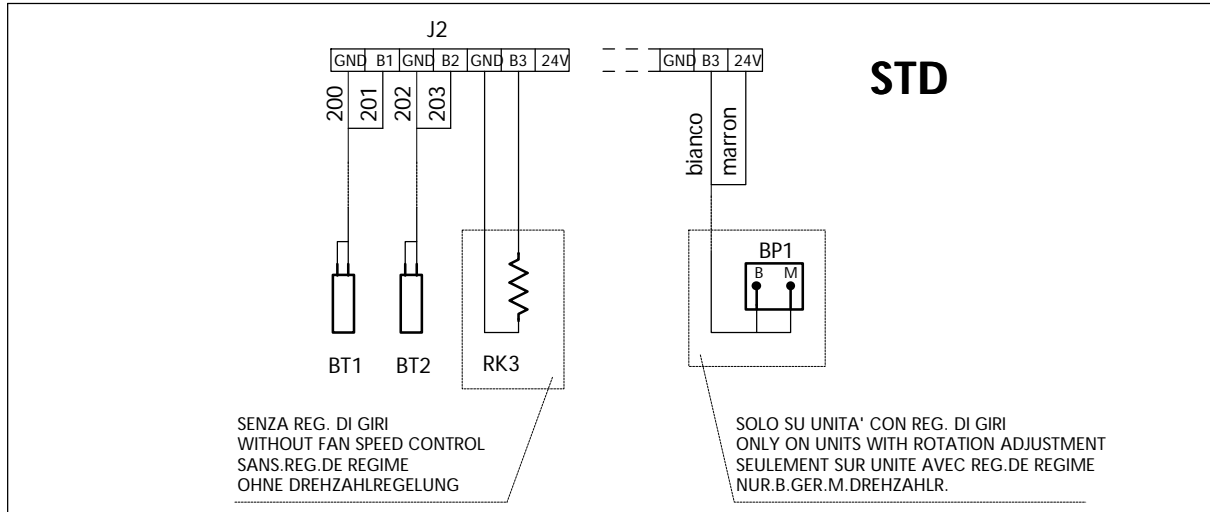 J2
STD
GND B1 GND B2 GND B3 24V
GND B3 24V
200 201 202 203
bianco marron
BP1
B M
BT1 BT2 RK3
SENZA REG. DI GIRI
WITHOUT FAN SPEED CONTROL
SANS.REG.DE REGIME
OHNE DREHZAHLREGELUNG
SOLO SU UNITA' CON REG. DI GIRI
ONLY ON UNITS WITH ROTATION ADJUSTMENT
SEULEMENT SUR UNITE AVEC REG.DE REGIME
NUR.B.GER.M.DREHZAHLR.